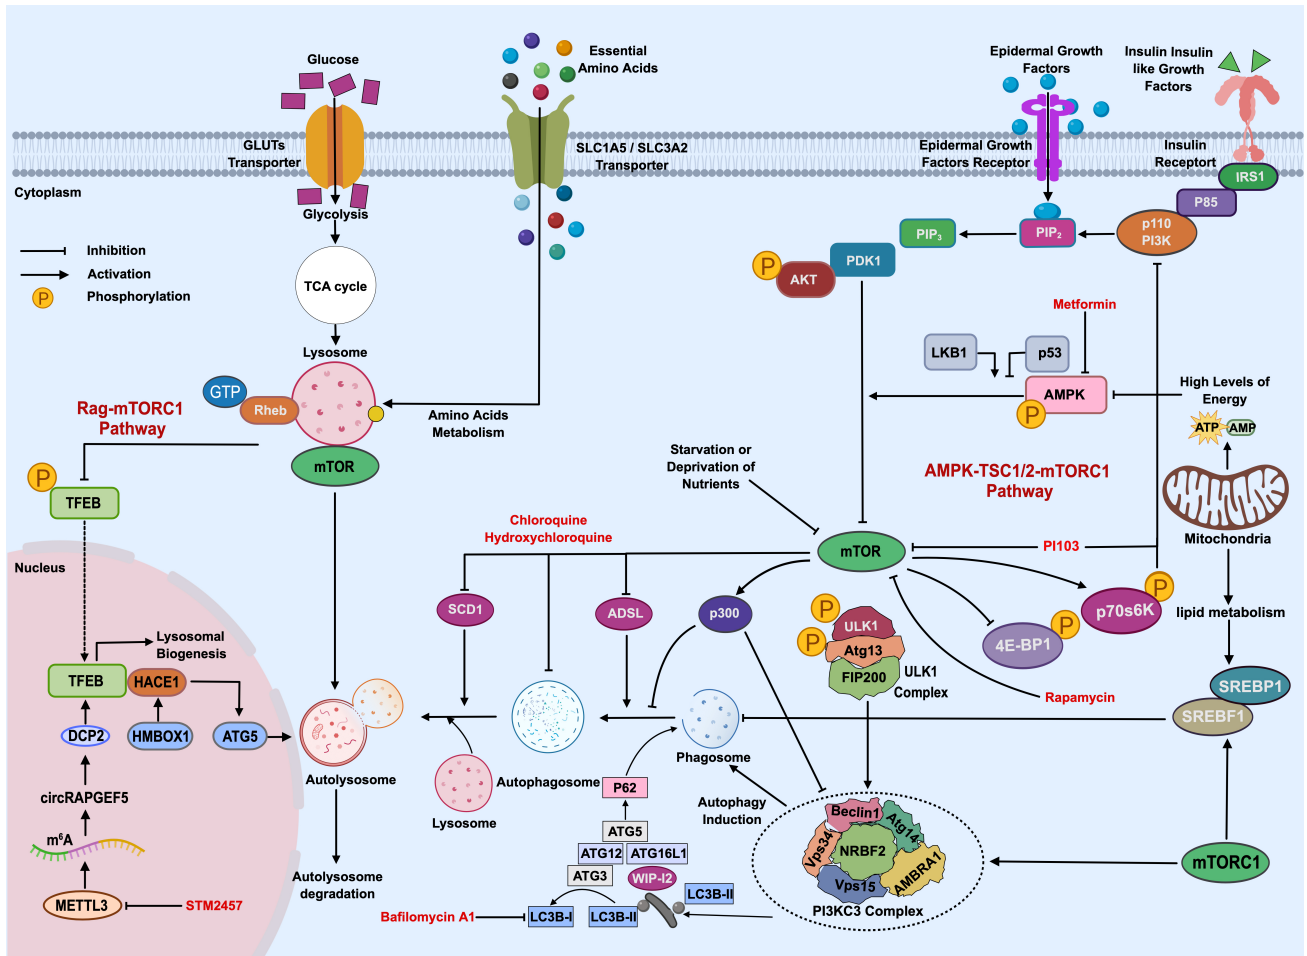 Glucose
Essential
Amino Acids
Epidermal Growth
Factors
Insulin Insulin
like Growth
Factors
GLUTs
Transporter
SLC1A5 / SLC3A2
Transporter
Epidermal Growth
Factors Receptor
Insulin
Receptort
IRS1
P85
Cytoplasm
Glycolysis
p110
PI3K
PIP2
PIP3
Inhibition
Activation
P
Phosphorylation
TCA cycle
PDK1
P
AKT
Metformin
LKB1
p53
AMPK
P
High Levels of
Energy
ATP
AMP
Lysosome
GTP
Rheb
Amino Acids
Metabolism
Rag-mTORC1
Pathway
mTOR
P
TFEB
Starvation or
Deprivation of
Nutrients
AMPK-TSC1/2-mTORC1
Pathway
Mitochondria
Chloroquine
Hydroxychloroquine
mTOR
PI103
Nucleus
SCD1
ADSL
p300
P
P
ULK1
Atg13
FIP200
ULK1
Complex
4E-BP1
P
p70s6K
P
lipid metabolism
Lysosomal
Biogenesis
TFEB
HACE1
Rapamycin
SREBP1
SREBF1
DCP2
HMBOX1
ATG5
Autolysosome
Autophagosome
Phagosome
circRAPGEF5
Lysosome
P62
Autophagy
Induction
m6A
ATG5
ATG12
ATG16L1
ATG3
WIP-I2
LC3B-II
Beclin1
Atg14
Vps34
NRBF2
AMBRA1
Vps15
PI3KC3 Complex
mTORC1
Autolysosome
degradation
METTL3
STM2457
Bafilomycin A1
LC3B-I
LC3B-II